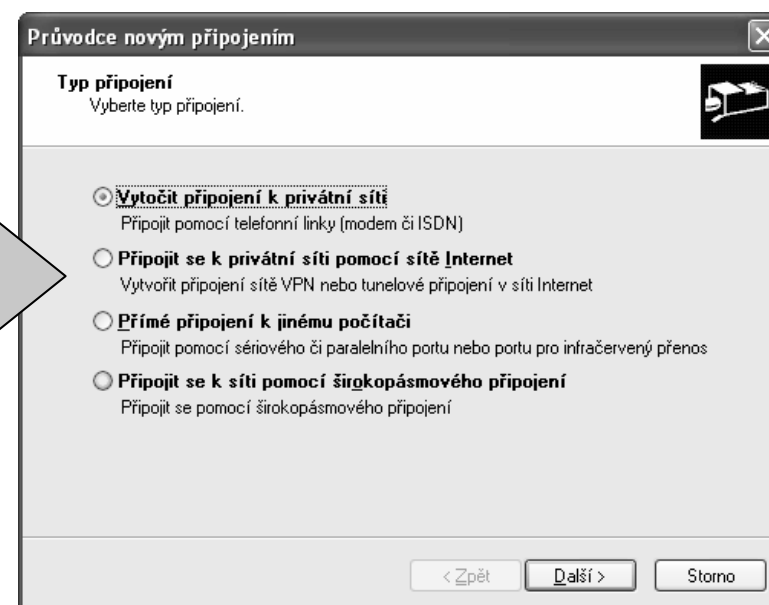 Průvodce novým připojením
Typ připojení
Vyberte typ připojení.
Vytočit připojení k privátní síti
Připojit pomocí telefonní linky (modem či ISDN)
Připojit se k privátní síti pomocí sítě Internet
Vytvořit připojení sítě VPN nebo tunelové připojení v síti Internet
Přímé připojení k jinému počítači
Připojit pomocí sériového či paralelního portu nebo portu pro infračervený přenos
Připojit se k síti pomocí širokopásmového připojení
Připojit se pomocí širokopásmového připojení
< Zpět Další > Storno